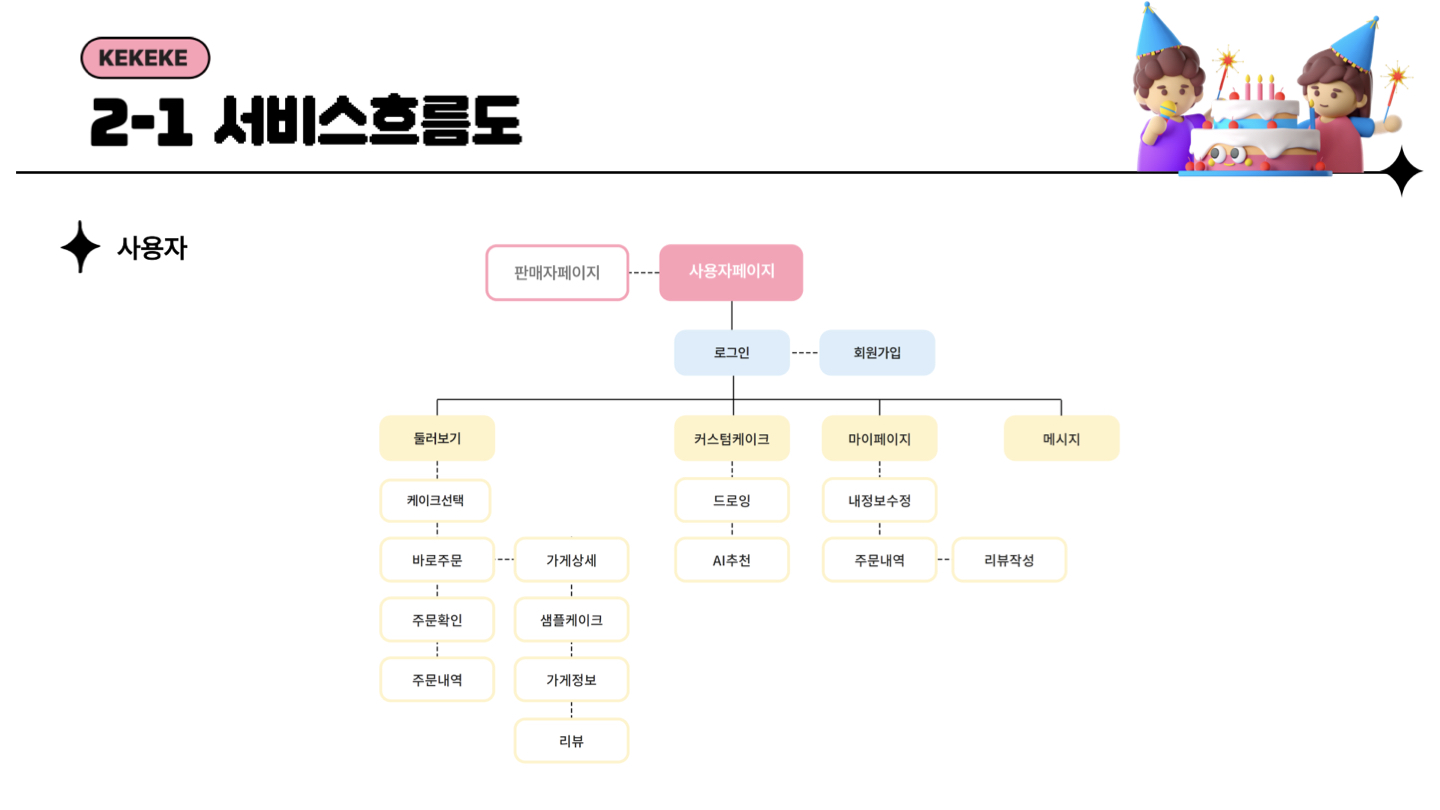 KEKEKE
2-1 서비스흐름도
사용자
판매자페이지
사용자페이지
로그인
회원가입
둘러보기
커스텀케이크
마이페이지
메시지
케이크선택
드로잉
내정보수정
바로주문
가게상세
AI추천
주문내역
리뷰작성
주문확인
샘플케이크
주문내역
가게정보
리뷰